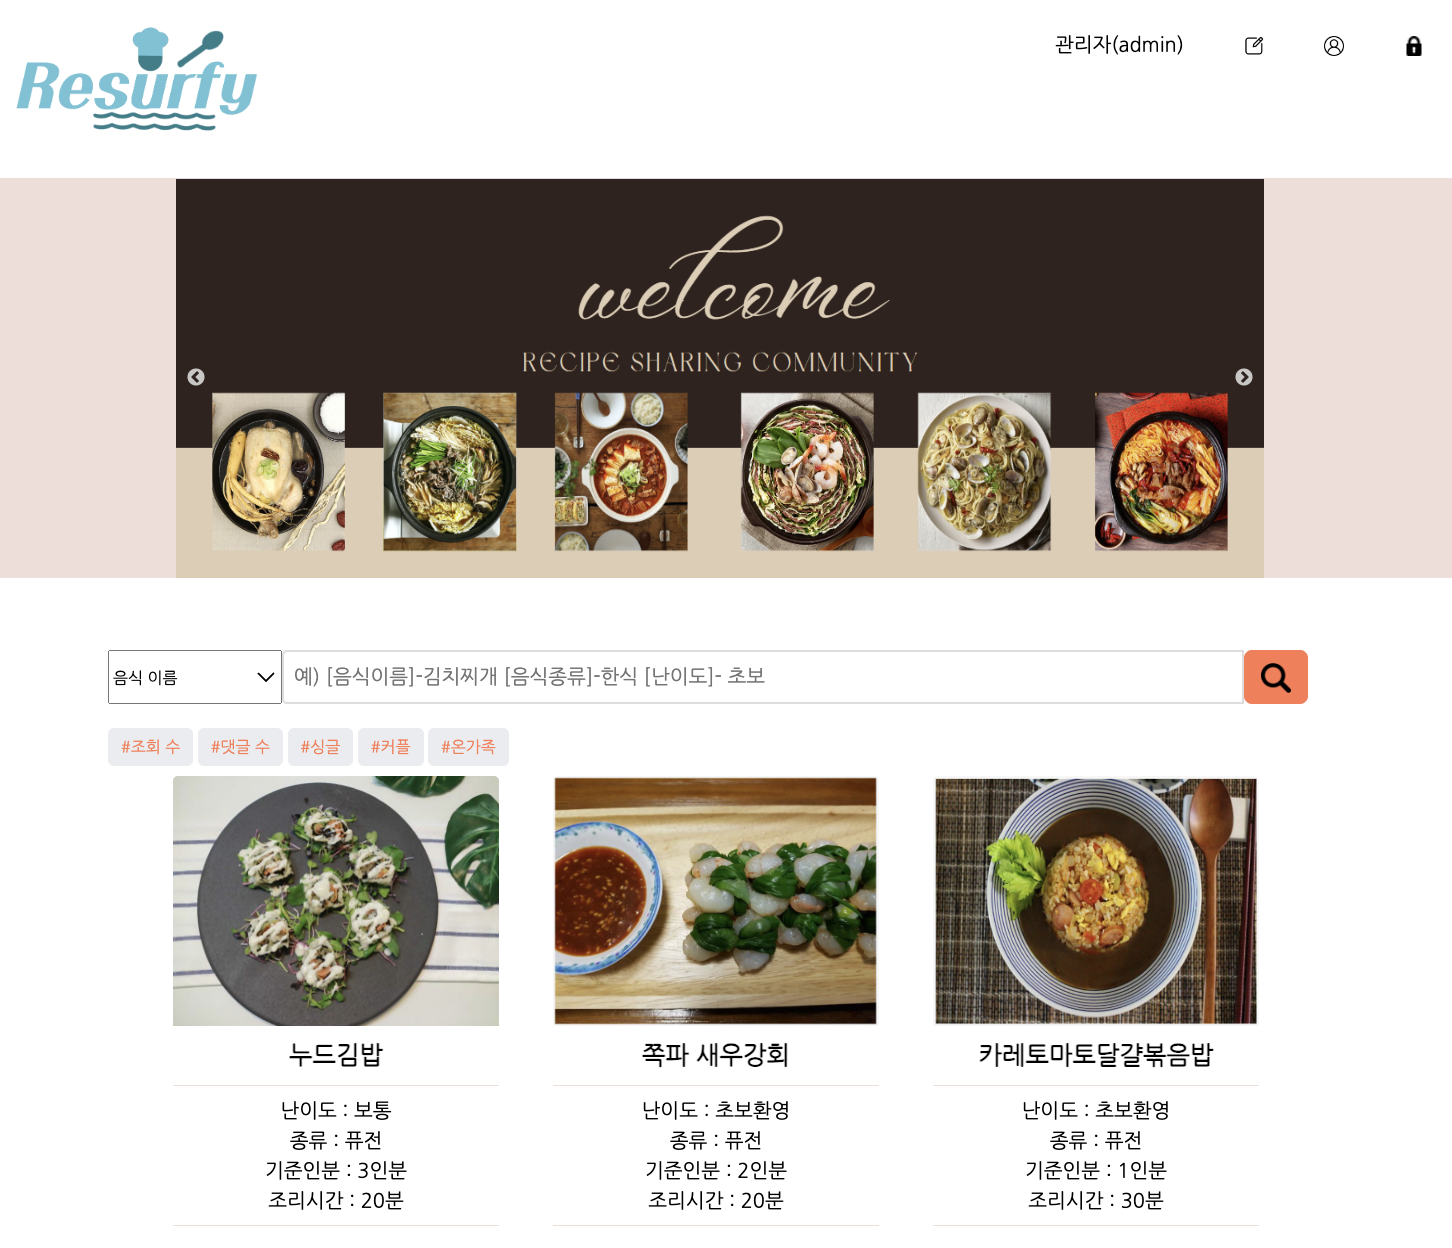 Resurfy
관리자(admin)
welcome
RECIPE SHARING COMMUNITY
음식 이름
예) [음식이름]-김치찌개 [음식종류]-한식 [난이도]- 초보
#조회 수 #댓글 수 #싱글 #커플 #온가족
누드김밥
난이도 : 보통
종류 : 퓨전
기준인분 : 3인분
조리시간 : 20분
쪽파 새우강회
난이도 : 초보환영
종류 : 퓨전
기준인분 : 2인분
조리시간 : 20분
카레토마토달걀볶음밥
난이도 : 초보환영
종류 : 퓨전
기준인분 : 1인분
조리시간 : 30분